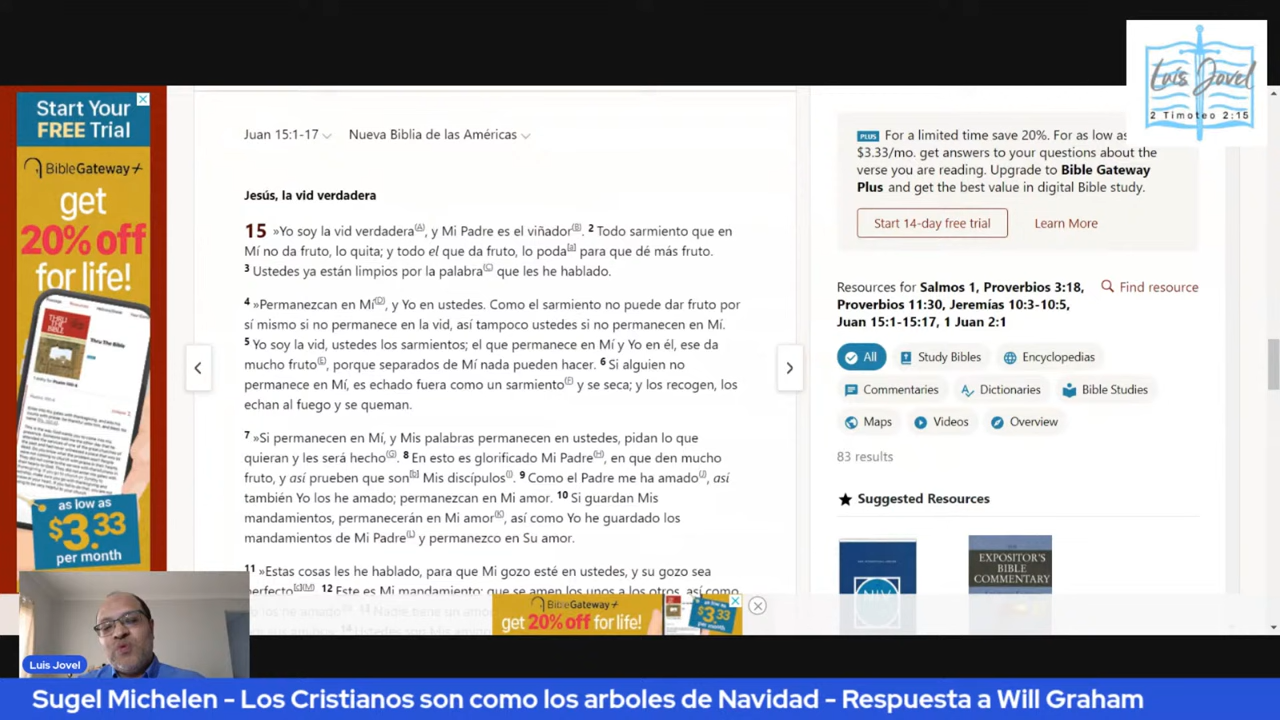 Start Your
FREE Trial
BibleGateway+
get
20% off
for life!
THRU
THE
BIBLE
Thru The Bible
as low as
$3.33
per month
Juan 15:1-17
Nueva Biblia de las Américas
Jesús, la vid verdadera
15 »Yo soy la vid verdadera[A], y Mi Padre es el viñador[B]. 2 Todo sarmiento que en
Mí no da fruto, lo quita; y todo el que da fruto, lo poda[a] para que dé más fruto.
3 Ustedes ya están limpios por la palabra[C] que les he hablado.
4 »Permanezcan en Mí[D], y Yo en ustedes. Como el sarmiento no puede dar fruto por
sí mismo si no permanece en la vid, así tampoco ustedes si no permanecen en Mí.
5 Yo soy la vid, ustedes los sarmientos; el que permanece en Mí y Yo en él, ese da
mucho fruto[E], porque separados de Mí nada pueden hacer. 6 Si alguien no
permanece en Mí, es echado fuera como un sarmiento[F] y se seca; y los recogen, los
echan al fuego y se queman.
7 »Si permanecen en Mí, y Mis palabras permanecen en ustedes, pidan lo que
quieran y les será hecho[G]. 8 En esto es glorificado Mi Padre[H], en que den mucho
fruto, y así prueben que son[b] Mis discípulos[I]. 9 Como el Padre me ha amado[J], así
también Yo los he amado; permanezcan en Mi amor. 10 Si guardan Mis
mandamientos, permanecerán en Mi amor[K], así como Yo he guardado los
mandamientos de Mi Padre[L] y permanezco en Su amor.
11 »Estas cosas les he hablado, para que Mi gozo esté en ustedes, y su gozo sea
perfecto[c][M] 12 Este es Mi mandamiento: que se amen los unos a los otros, así como
BibleGateway+
get 20% off for life!
as low as
$3.33
per month
Luis Jovel
2 Timoteo 2:15
PLUS For a limited time save 20%. For as low as
$3.33/mo. get answers to your questions about the
verse you are reading. Upgrade to Bible Gateway
Plus and get the best value in digital Bible study.
Start 14-day free trial
Learn More
Resources for Salmos 1, Proverbios 3:18,
Proverbios 11:30, Jeremías 10:3-10:5,
Juan 15:1-15:17, 1 Juan 2:1
Find resource
All
Study Bibles
Encyclopedias
Commentaries
Dictionaries
Bible Studies
Maps
Videos
Overview
83 results
Suggested Resources
NIV
EXPOSITOR'S
BIBLE
COMMENTARY
Luis Jovel
Sugel Michelen - Los Cristianos son como los arboles de Navidad - Respuesta a Will Graham